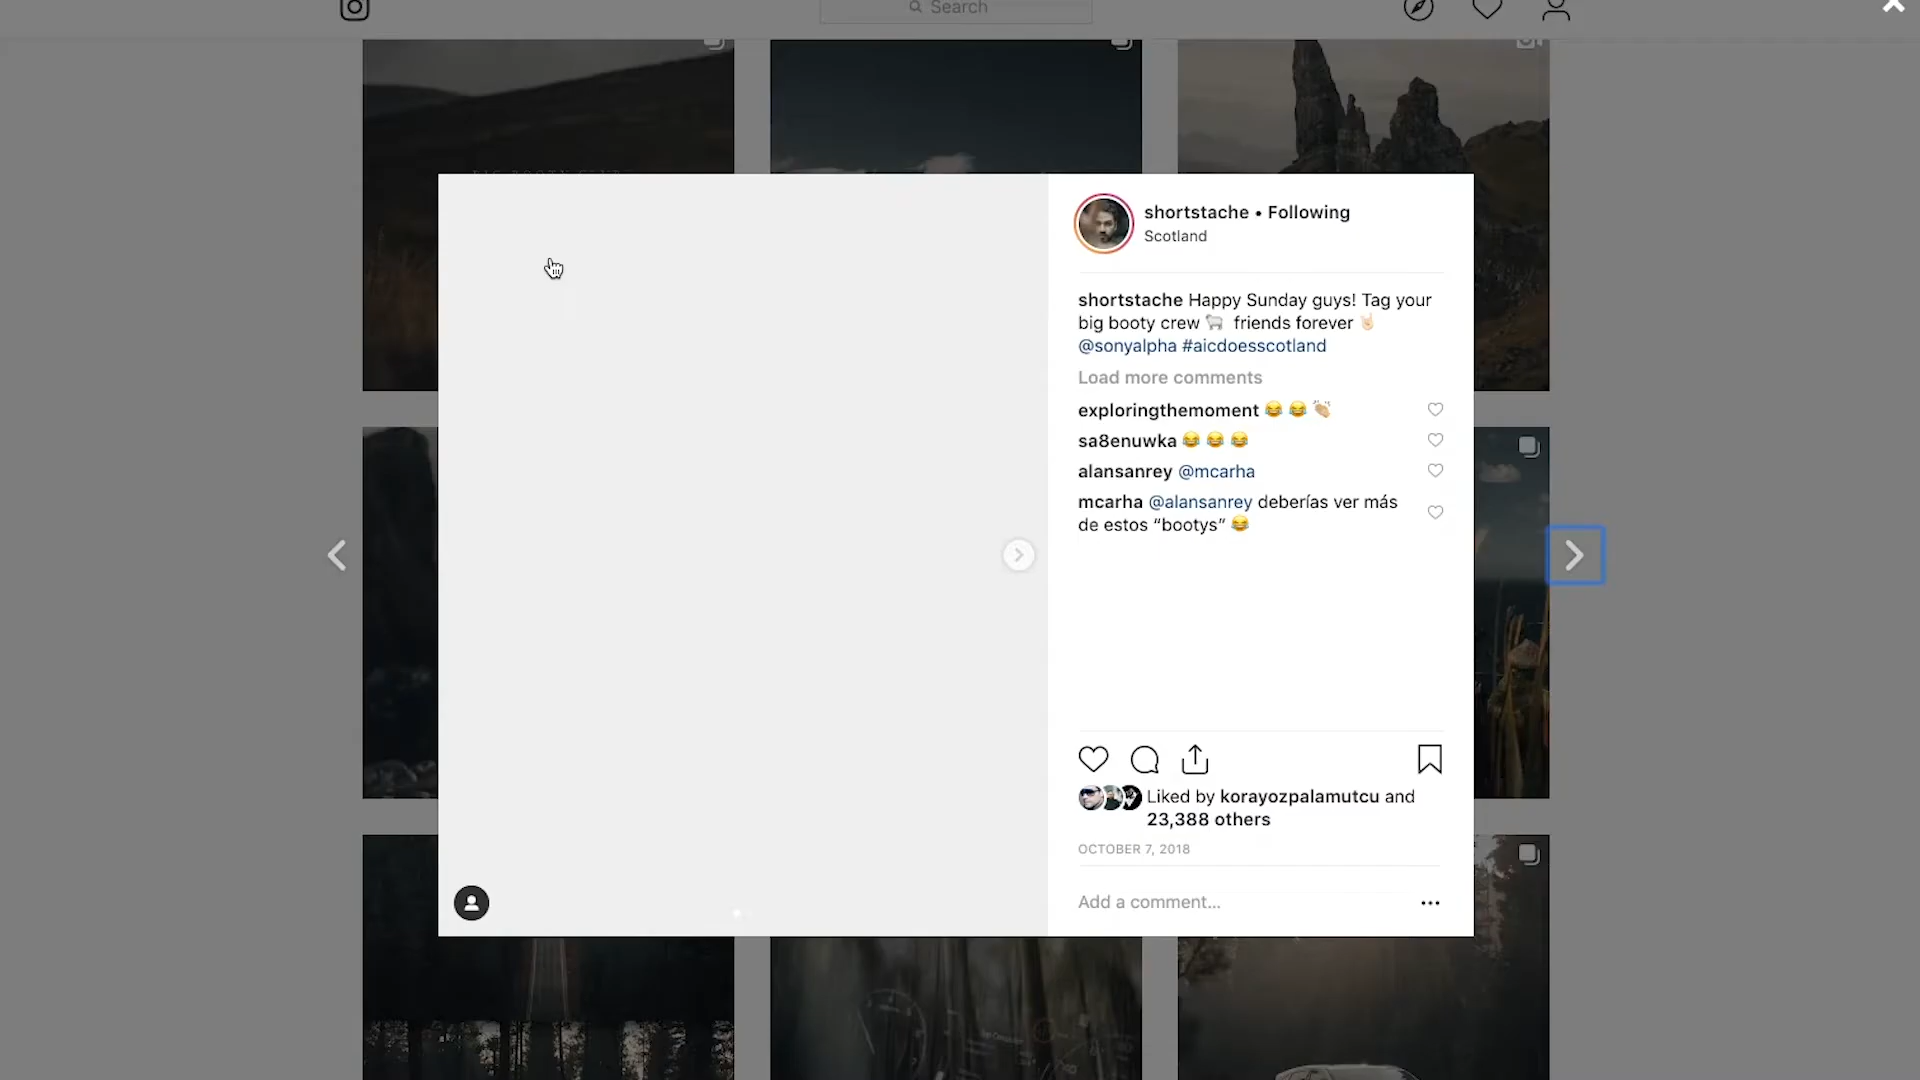 Search
shortstache • Following
Scotland
shortstache Happy Sunday guys! Tag your
big booty crew 🐑 friends forever 🤘🏻
@sonyalpha #aicdoesscotland
Load more comments
exploringthemoment 😂 😂 👏🏼
sa8enuwka 😂 😂 😂
alansanrey @mcarha
mcarha @alansanrey deberías ver más
de estos “bootys” 😂
Liked by korayozpalamutcu and
23,388 others
OCTOBER 7, 2018
Add a comment...